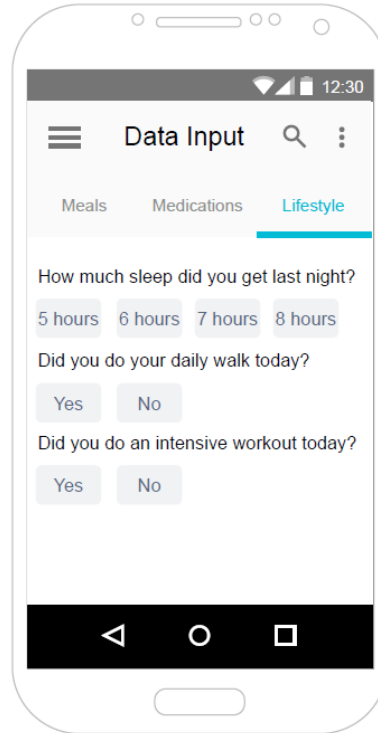 12:30
Data Input
Meals Medications Lifestyle
How much sleep did you get last night?
5 hours 6 hours 7 hours 8 hours
Did you do your daily walk today?
Yes No
Did you do an intensive workout today?
Yes No